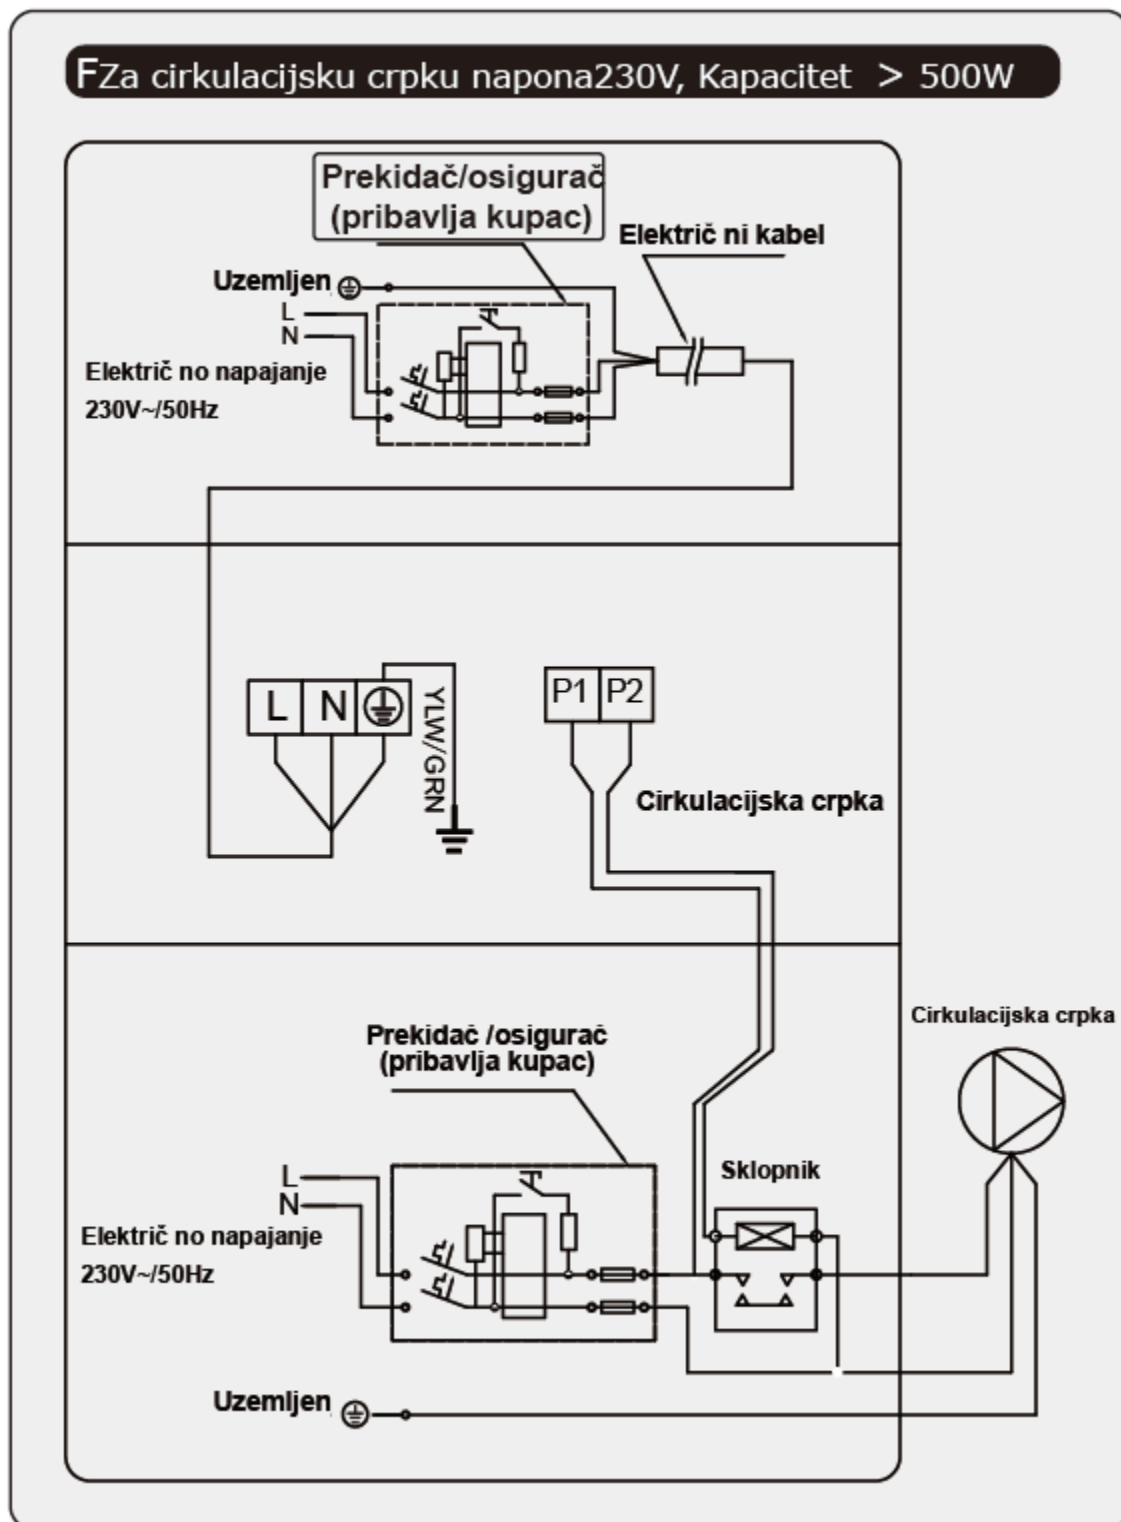 FZa cirkulacijsku crpku napona230V, Kapacitet > 500W
Prekidač/osigurač
(pribavlja kupac)
Električ ni kabel
Uzemljen
L
N
Električ no napajanje
230V~/50Hz
L N
YLW/GRN
P1 P2
Cirkulacijska crpka
Cirkulacijska crpka
Prekidač /osigurač
(pribavlja kupac)
Sklopnik
L
N
Električ no napajanje
230V~/50Hz
Uzemljen